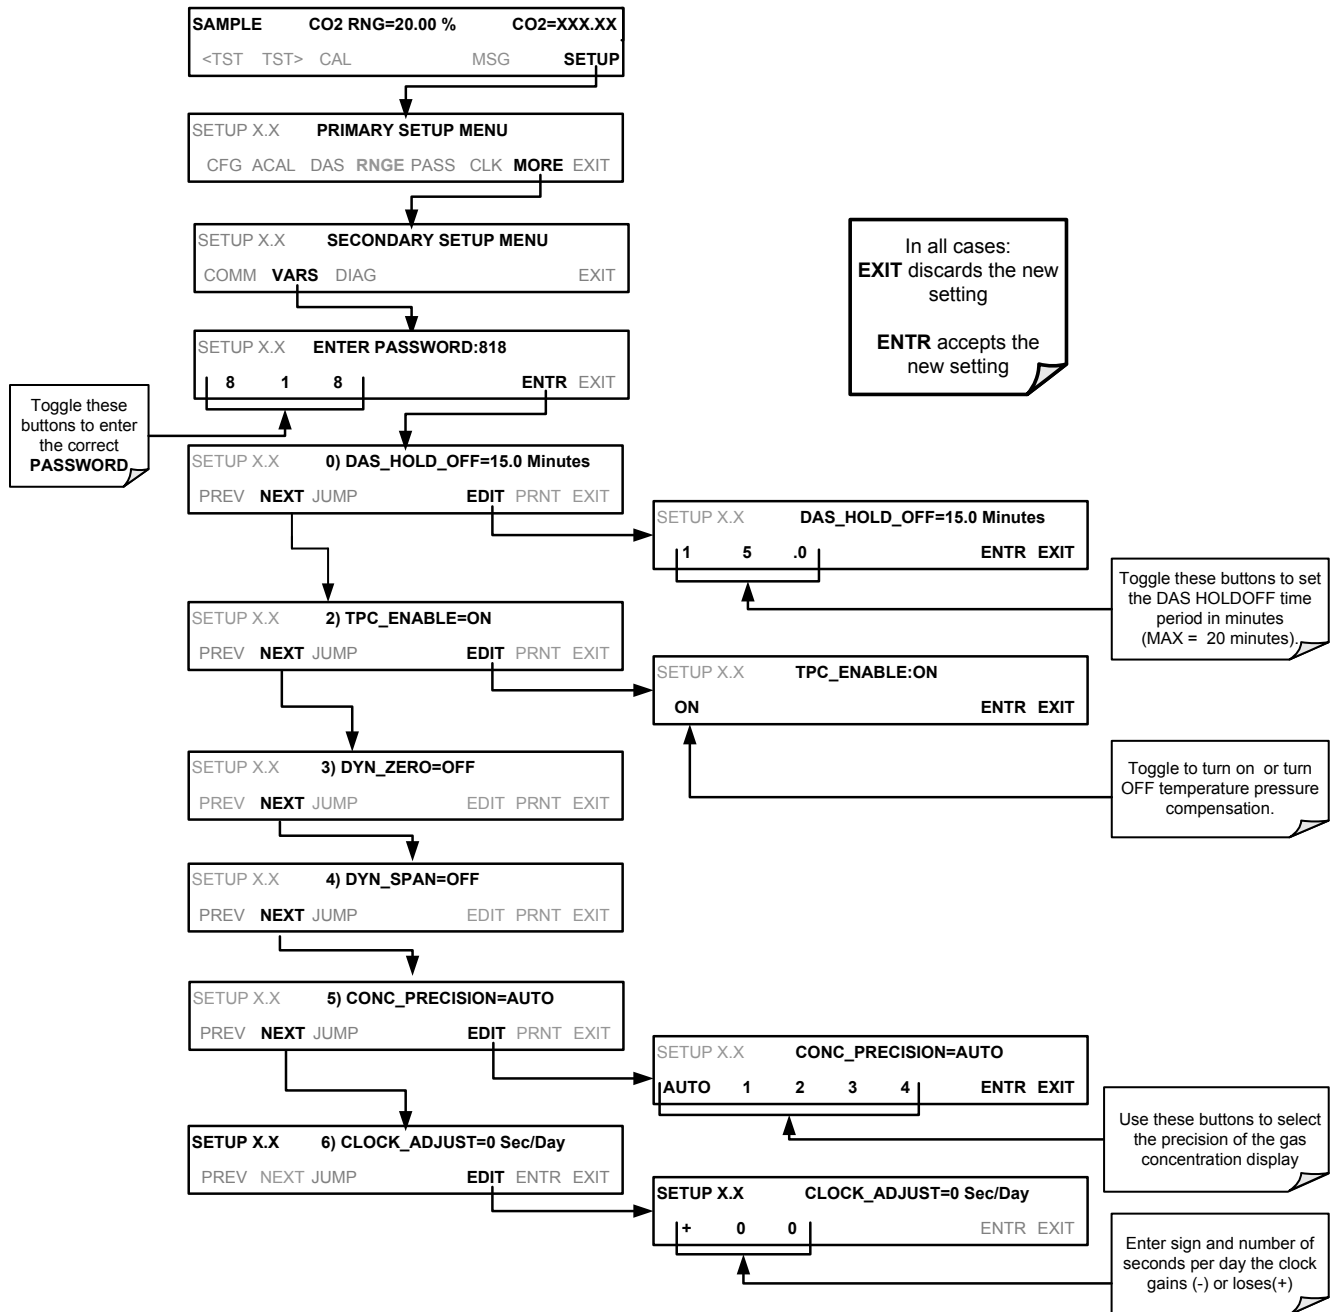 SAMPLE CO2 RNG=20.00 % CO2=XXX.XX
<TST TST> CAL MSG SETUP
SETUP X.X PRIMARY SETUP MENU
CFG ACAL DAS RNGE PASS CLK MORE EXIT
SETUP X.X SECONDARY SETUP MENU
COMM VARS DIAG EXIT
In all cases:
EXIT discards the new
setting
ENTR accepts the
new setting
SETUP X.X ENTER PASSWORD:818
8 1 8 ENTR EXIT
Toggle these
buttons to enter
the correct
PASSWORD
SETUP X.X 0) DAS_HOLD_OFF=15.0 Minutes
PREV NEXT JUMP EDIT PRNT EXIT
SETUP X.X DAS_HOLD_OFF=15.0 Minutes
1 5 .0 ENTR EXIT
Toggle these buttons to set
the DAS HOLDOFF time
period in minutes
(MAX = 20 minutes).
SETUP X.X 2) TPC_ENABLE=ON
PREV NEXT JUMP EDIT PRNT EXIT
SETUP X.X TPC_ENABLE:ON
ON ENTR EXIT
Toggle to turn on or turn
OFF temperature pressure
compensation.
SETUP X.X 3) DYN_ZERO=OFF
PREV NEXT JUMP EDIT PRNT EXIT
SETUP X.X 4) DYN_SPAN=OFF
PREV NEXT JUMP EDIT PRNT EXIT
SETUP X.X 5) CONC_PRECISION=AUTO
PREV NEXT JUMP EDIT PRNT EXIT
SETUP X.X CONC_PRECISION=AUTO
AUTO 1 2 3 4 ENTR EXIT
Use these buttons to select
the precision of the gas
concentration display
SETUP X.X 6) CLOCK_ADJUST=0 Sec/Day
PREV NEXT JUMP EDIT ENTR EXIT
SETUP X.X CLOCK_ADJUST=0 Sec/Day
+ 0 0 ENTR EXIT
Enter sign and number of
seconds per day the clock
gains (-) or loses(+)